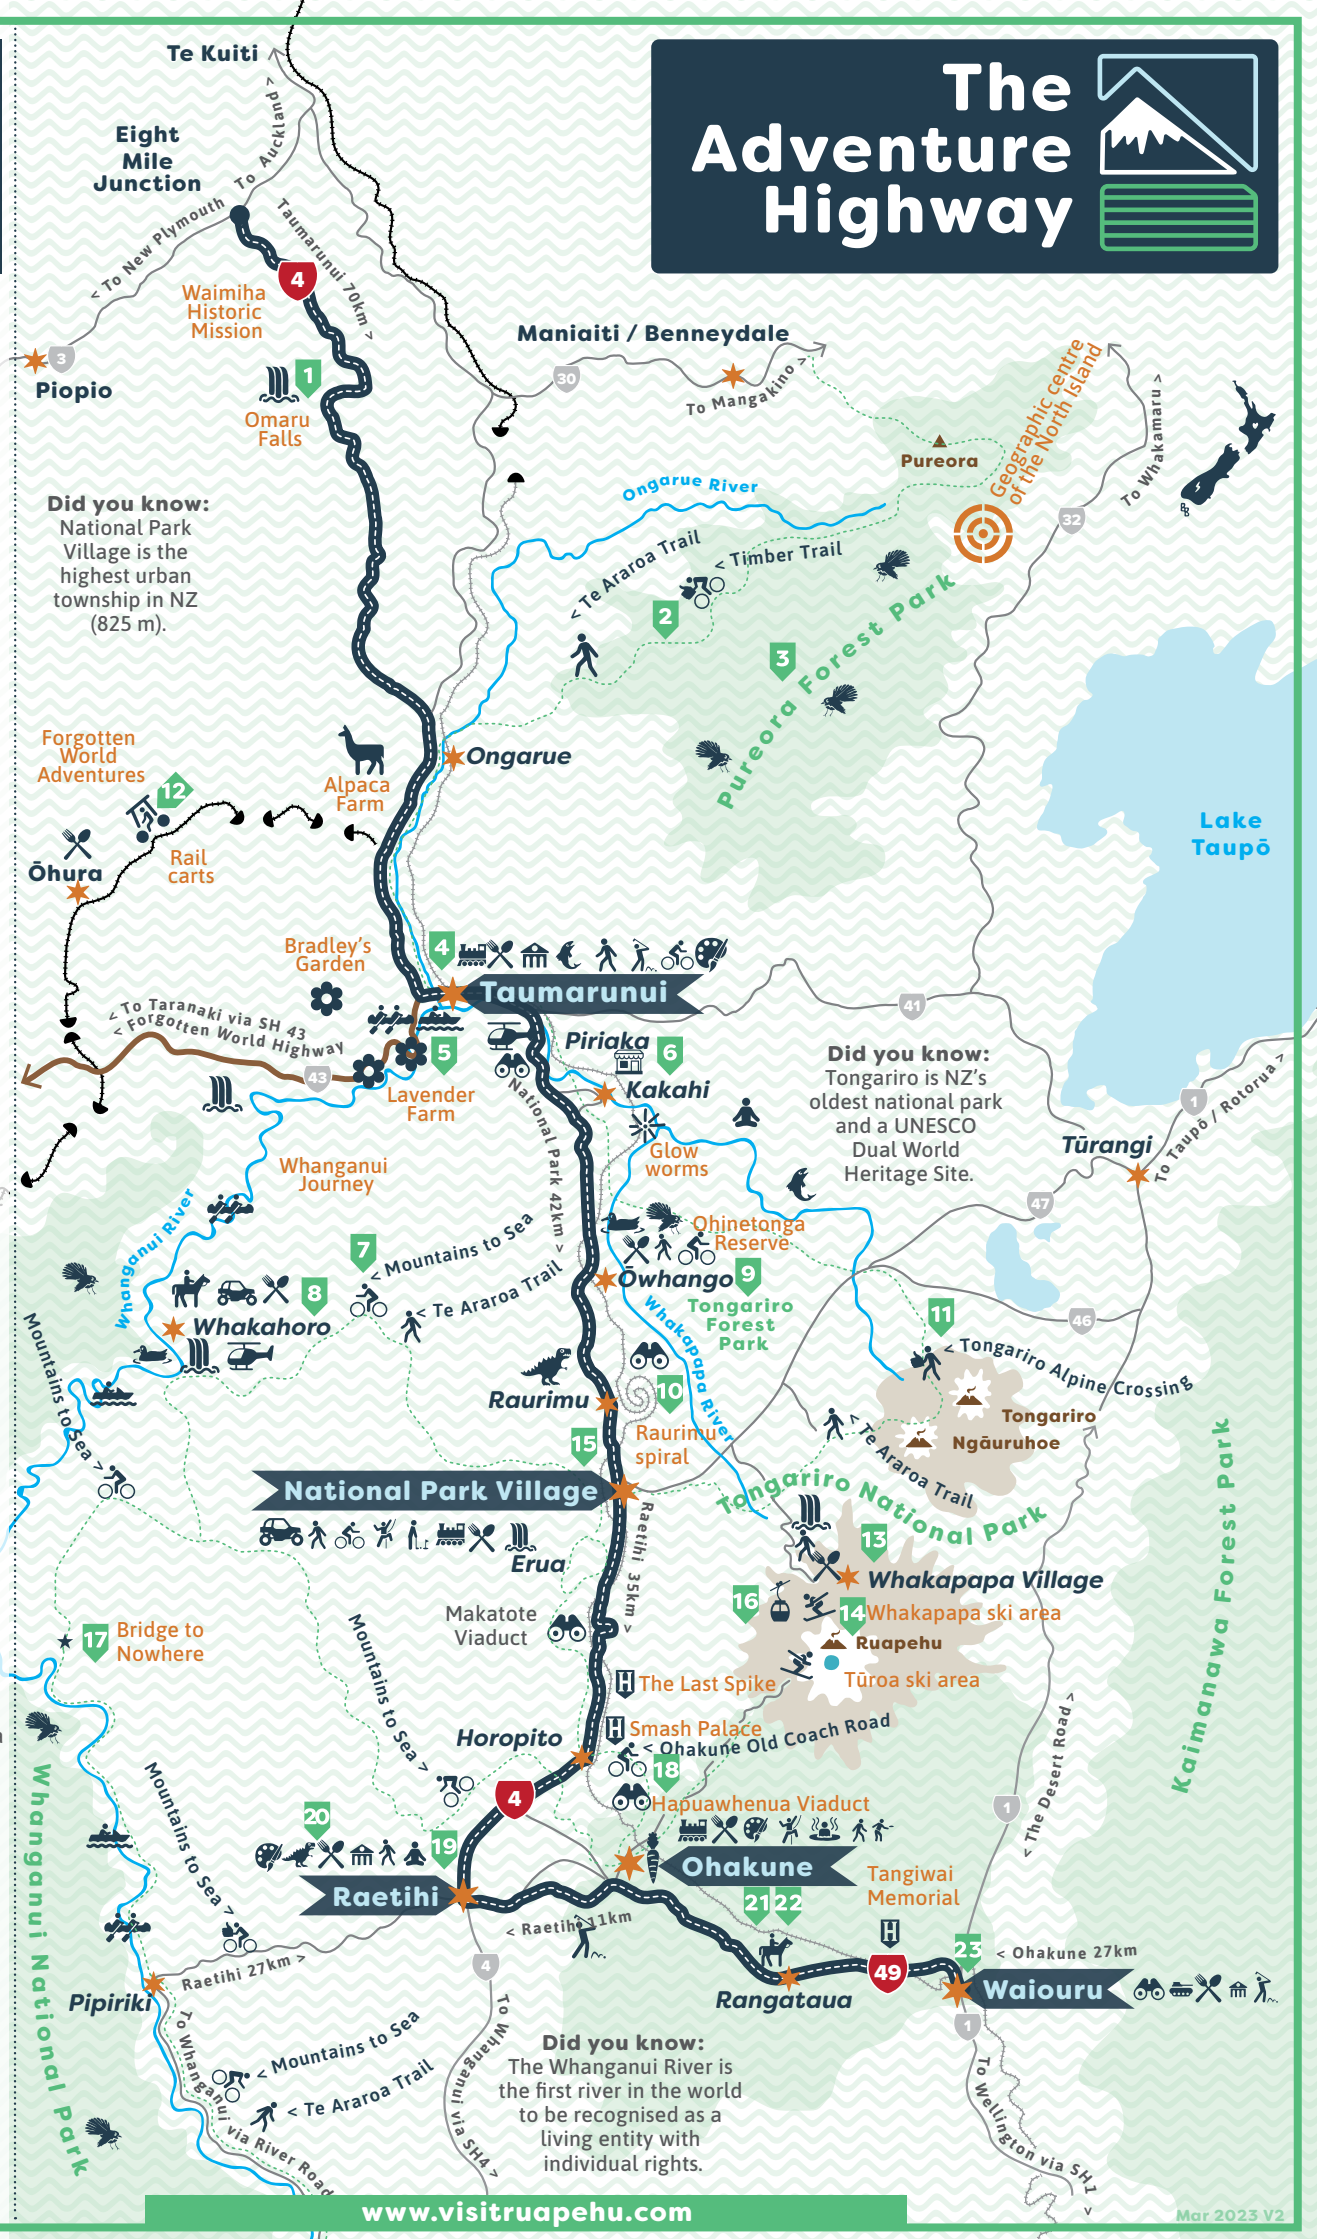 The
Adventure
Highway
Te Kuiti
To Auckland >
Eight
Mile
Junction
< To New Plymouth
Taumarunui 70km >
4
Waimiha
Historic
Mission
3
Piopio
1
Omaru
Falls
Maniaiti / Benneydale
30
To Mangakino >
Geographic centre
of the North Island
To Whakamaru >
Pureora
32
Did you know:
National Park
Village is the
highest urban
township in NZ
(825 m).
Ongarue River
< Te Araroa Trail
< Timber Trail
2
3
Pureora Forest Park
Forgotten
World
Adventures
12
Alpaca
Farm
Ongarue
Rail
carts
Ōhura
Lake
Taupō
Bradley's
Garden
4
Taumarunui
41
< To Taranaki via SH 43
< Forgotten World Highway
43
5
Lavender
Farm
Piriaka
6
Kakahi
National Park 42km >
Glow
worms
Did you know:
Tongariro is NZ's
oldest national park
and a UNESCO
Dual World
Heritage Site.
1
To Taupō / Rotorua >
Tūrangi
47
Whanganui
Journey
Whanganui River
7
< Mountains to Sea
< Te Araroa Trail
Ohinetonga
Reserve
Ōwhango
9
Tongariro
Forest
Park
8
Whakahoro
Whakapapa River
46
11
< Tongariro Alpine Crossing
Mountains to Sea >
Raurimu
10
Raurimu
spiral
15
Tongariro
Ngāuruhoe
< Te Araroa Trail
National Park Village
Tongariro National Park
Erua
Raetihi 35km >
13
Whakapapa Village
16
14
Whakapapa ski area
Ruapehu
Tūroa ski area
Kaimanawa Forest Park
Makatote
Viaduct
17
Bridge to
Nowhere
Mountains to Sea >
The Last Spike
Smash Palace
Horopito
< Ohakune Old Coach Road
18
Hapuawhenua Viaduct
< The Desert Road >
1
4
20
19
Mountains to Sea >
Raetihi
Ohakune
Tangiwai
Memorial
21
22
< Raetihi 11km
49
23
< Ohakune 27km
Waiouru
Rangataua
Whanganui National Park
Raetihi 27km >
4
Pipiriki
1
To Whanganui via River Road
< Mountains to Sea
< Te Araroa Trail
To Whanganui via SH4 >
Did you know:
The Whanganui River is
the first river in the world
to be recognised as a
living entity with
individual rights.
To Wellington via SH1 >
www.visitruapehu.com
Mar 2023 V2